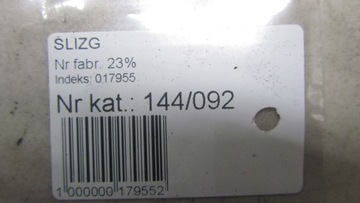 ŚLIZG
Nr fabr. 23%
Indeks: 017955
Nr kat.: 144/092
1 000000 179552